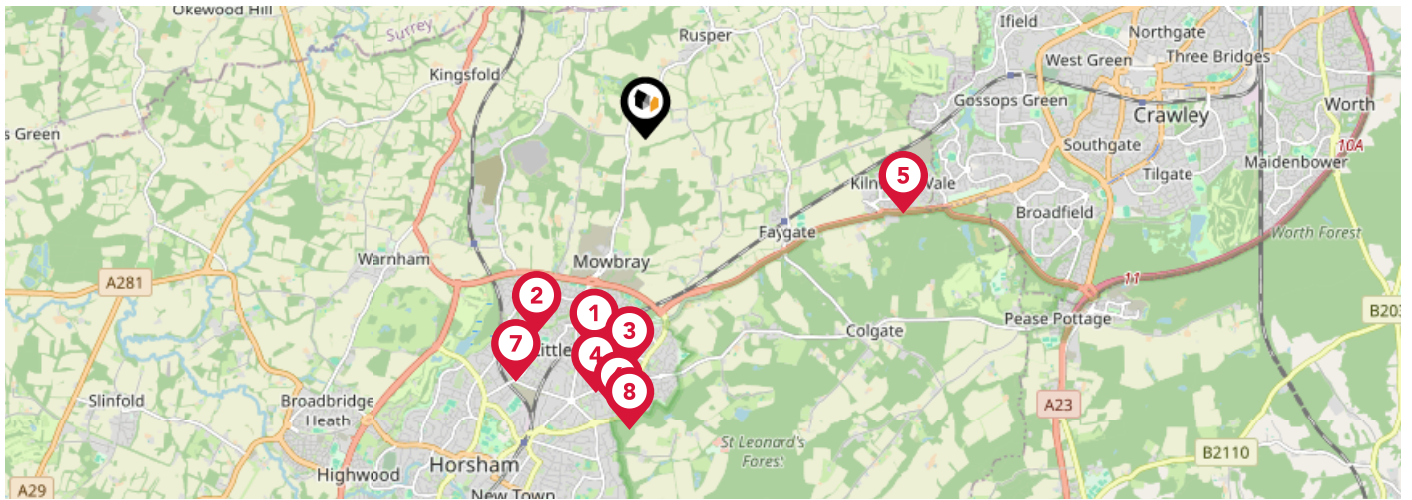 Okewood Hill
Surrey
Rusper
Ifield
Northgate
West Green
Three Bridges
Kingsfold
Gossops Green
Worth
s Green
Crawley
10A
Southgate
Maidenbower
Tilgate
5
Broadfield
Faygate
Worth Forest
Warnham
Mowbray
A281
11
2
1
B203
Pease Pottage
3
Colgate
7
4
8
Slinfold
Broadbridge
Heath
A23
St Leonard's
B2110
Horsham
Highwood
A29
New Town